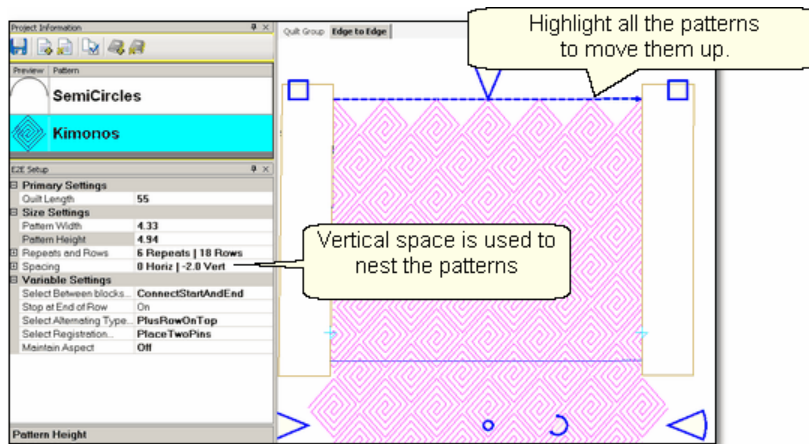 Project Information
Quilt Group Edge to Edge
Highlight all the patterns
to move them up.
Preview Pattern
SemiCircles
Kimonos
E2E Setup
Primary Settings
Quilt Length 55
Size Settings
Pattern Width 4.33
Pattern Height 4.94
Repeats and Rows 6 Repeats | 18 Rows
Spacing 0 Horiz | -2.0 Vert
Vertical space is used to
nest the patterns
Variable Settings
Select Between blocks... ConnectStartAndEnd
Stop at End of Row On
Select Alternating Type... PlusRowOnTop
Select Registration... PlaceTwoPins
Maintain Aspect Off
Pattern Height